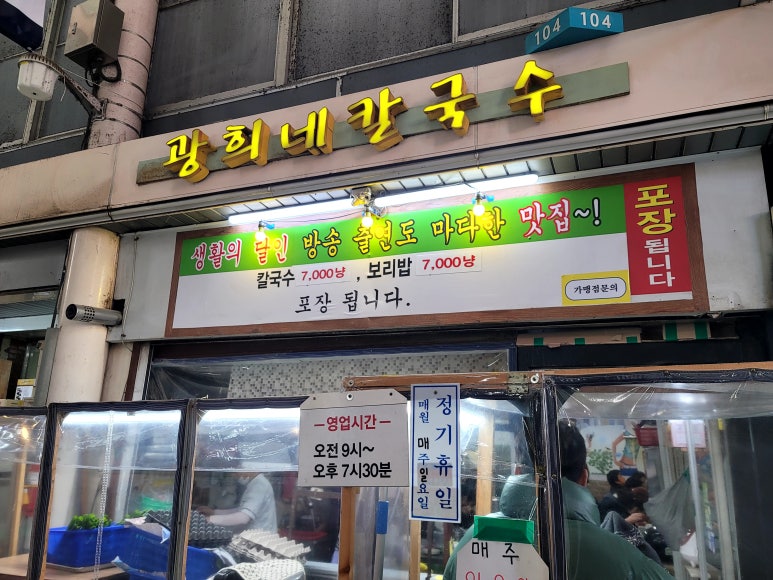 104 104
광희네칼국수
생활의 달인 방송 출현도 마다한 맛집~!
칼국수 7,000냥 , 보리밥 7,000냥
포장 됩니다.
포장
됩니다
가맹점문의
-영업시간-
오전 9시~
오후 7시30분
정기휴일
매월 매주일요일
매주